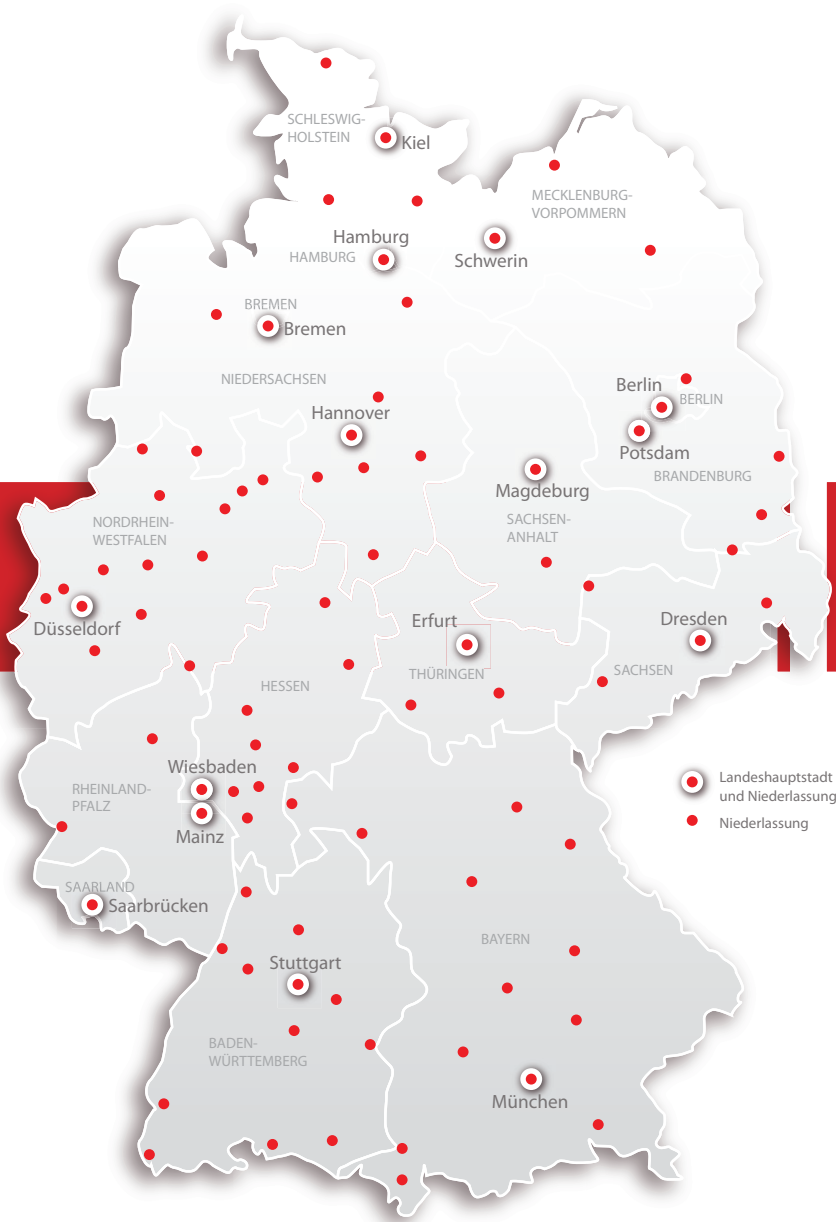 SCHLESWIG-
HOLSTEIN
Kiel
MECKLENBURG-
VORPOMMERN
Hamburg
HAMBURG
Schwerin
BREMEN
Bremen
NIEDERSACHSEN
Berlin
BERLIN
Hannover
Potsdam
BRANDENBURG
Magdeburg
NORDRHEIN-
WESTFALEN
SACHSEN-
ANHALT
Düsseldorf
Erfurt
Dresden
THÜRINGEN
SACHSEN
HESSEN
Wiesbaden
RHEINLAND-
PFALZ
Mainz
Landeshauptstadt
und Niederlassung
Niederlassung
SAARLAND
Saarbrücken
BAYERN
Stuttgart
BADEN-
WÜRTTEMBERG
München